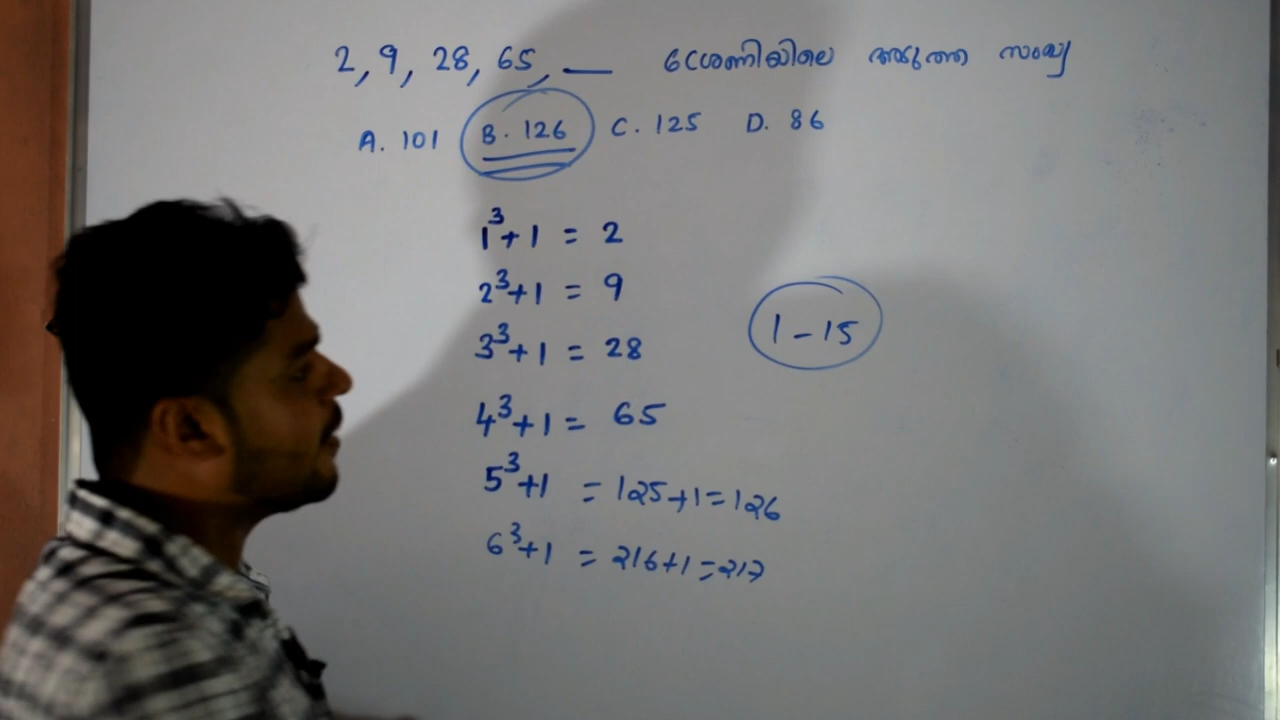 2, 9, 28, 65, __ ശ്രേണിയിലെ അടുത്ത സംഖ്യ
A. 101 B. 126 C. 125 D. 86
1³+1 = 2
2³+1 = 9
3³+1 = 28
1-15
4³+1 = 65
5³+1 = 125+1=126
6³+1 = 216+1=217